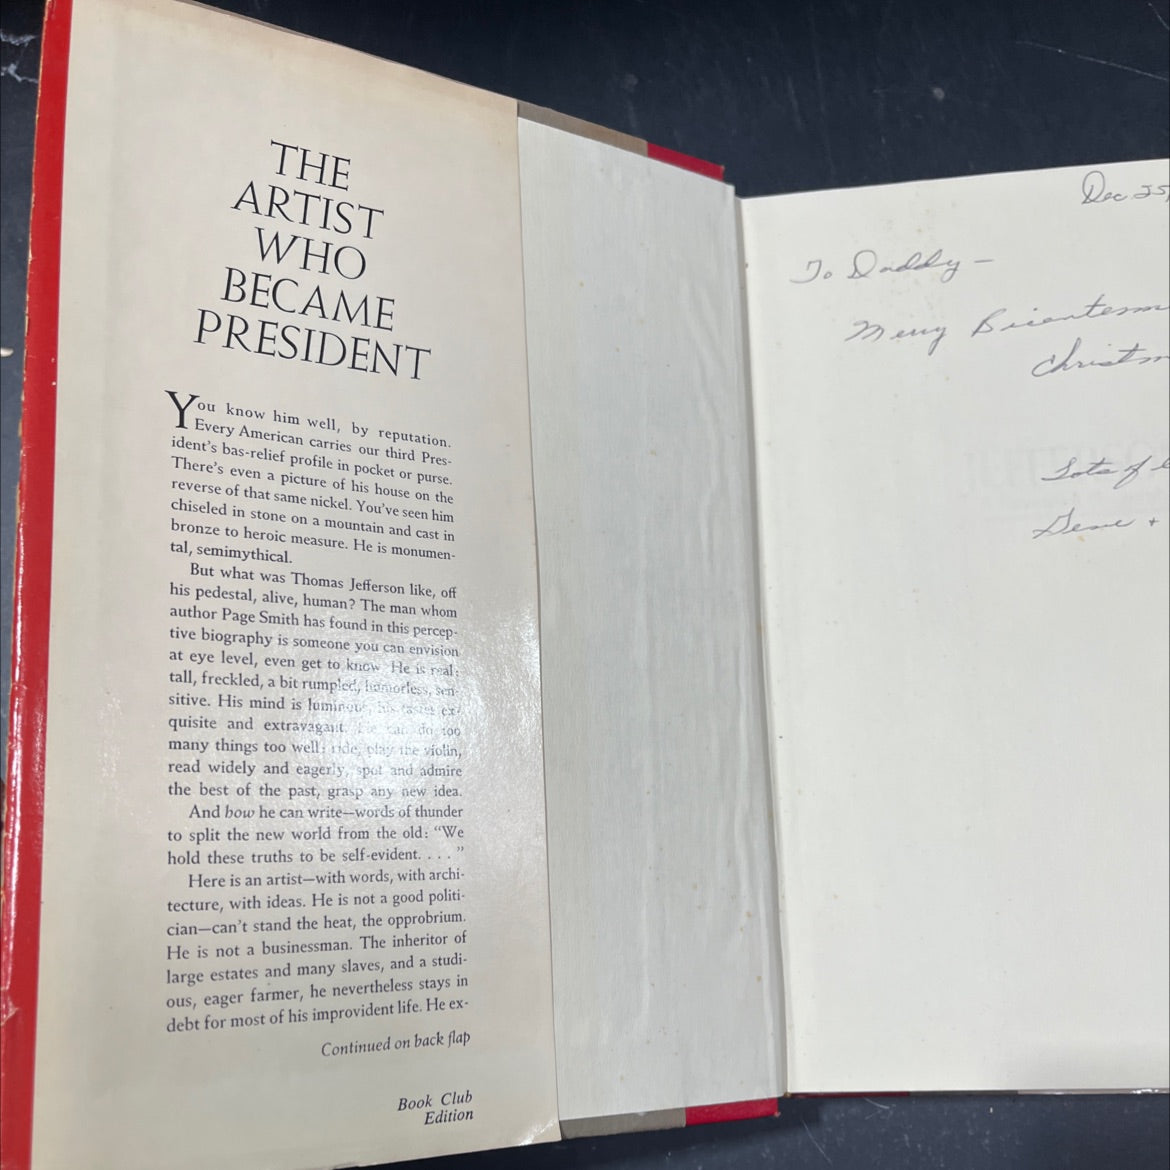 THE
ARTIST
WHO
BECAME
PRESIDENT
You know him well, by reputation.
Every American carries our third Pres-
ident's bas-relief profile in pocket or purse.
There's even a picture of his house on the
reverse of that same nickel. You've seen him
chiseled in stone on a mountain and cast in
bronze to heroic measure. He is monumen-
tal, semimythical.
But what was Thomas Jefferson like, off
his pedestal, alive, human? The man whom
author Page Smith has found in this percep-
tive biography is someone you can envision
at eye level, even get to know. He is real:
tall, freckled, a bit rumpled, humorless, sen-
sitive. His mind is luminous, his tastes ex-
quisite and extravagant. He can do too
many things too well: ride, play the violin,
read widely and eagerly, spot and admire
the best of the past, grasp any new idea.
And how he can write—words of thunder
to split the new world from the old: “We
hold these truths to be self-evident. . . .”
Here is an artist—with words, with archi-
tecture, with ideas. He is not a good politi-
cian—can't stand the heat, the opprobrium.
He is not a businessman. The inheritor of
large estates and many slaves, and a studi-
ous, eager farmer, he nevertheless stays in
debt for most of his improvident life. He ex-
Continued on back flap
Book Club
Edition
Dec 25,
To Daddy –
Merry Bicentenn
Christm
Lots of l
Gene +